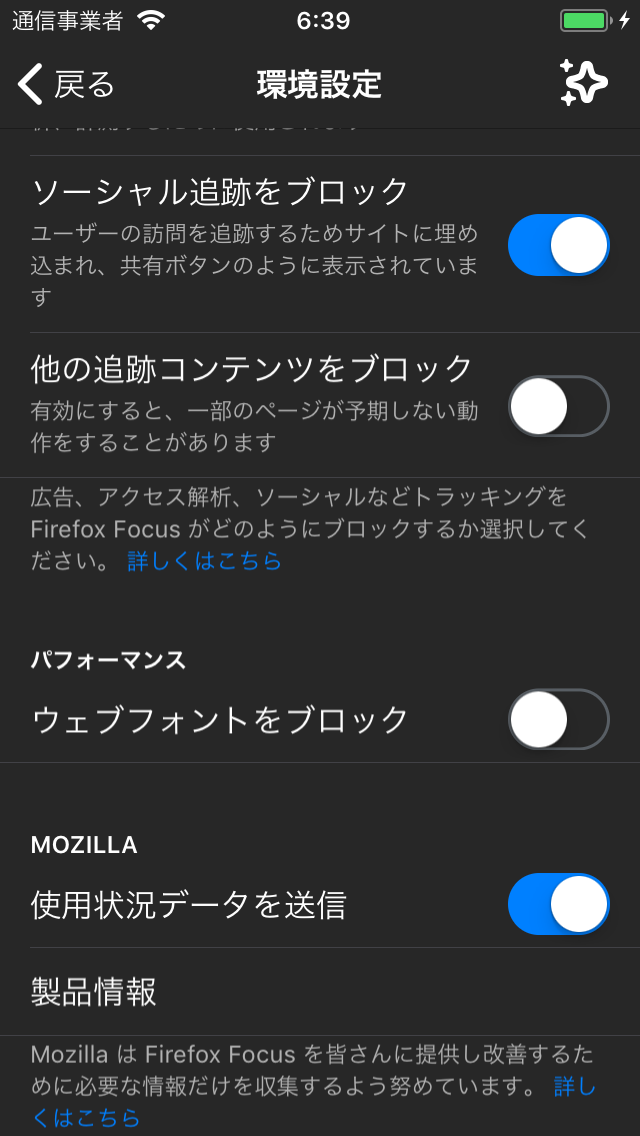 通信事業者
6:39
戻る
環境設定
ソーシャル追跡をブロック
ユーザーの訪問を追跡するためサイトに埋め
込まれ、共有ボタンのように表示されていま
す
他の追跡コンテンツをブロック
有効にすると、一部のページが予期しない動
作をすることがあります
広告、アクセス解析、ソーシャルなどトラッキングを
Firefox Focus がどのようにブロックするか選択してく
ださい。 詳しくはこちら
パフォーマンス
ウェブフォントをブロック
MOZILLA
使用状況データを送信
製品情報
Mozilla は Firefox Focus を皆さんに提供し改善するた
めに必要な情報だけを収集するよう努めています。 詳し
くはこちら